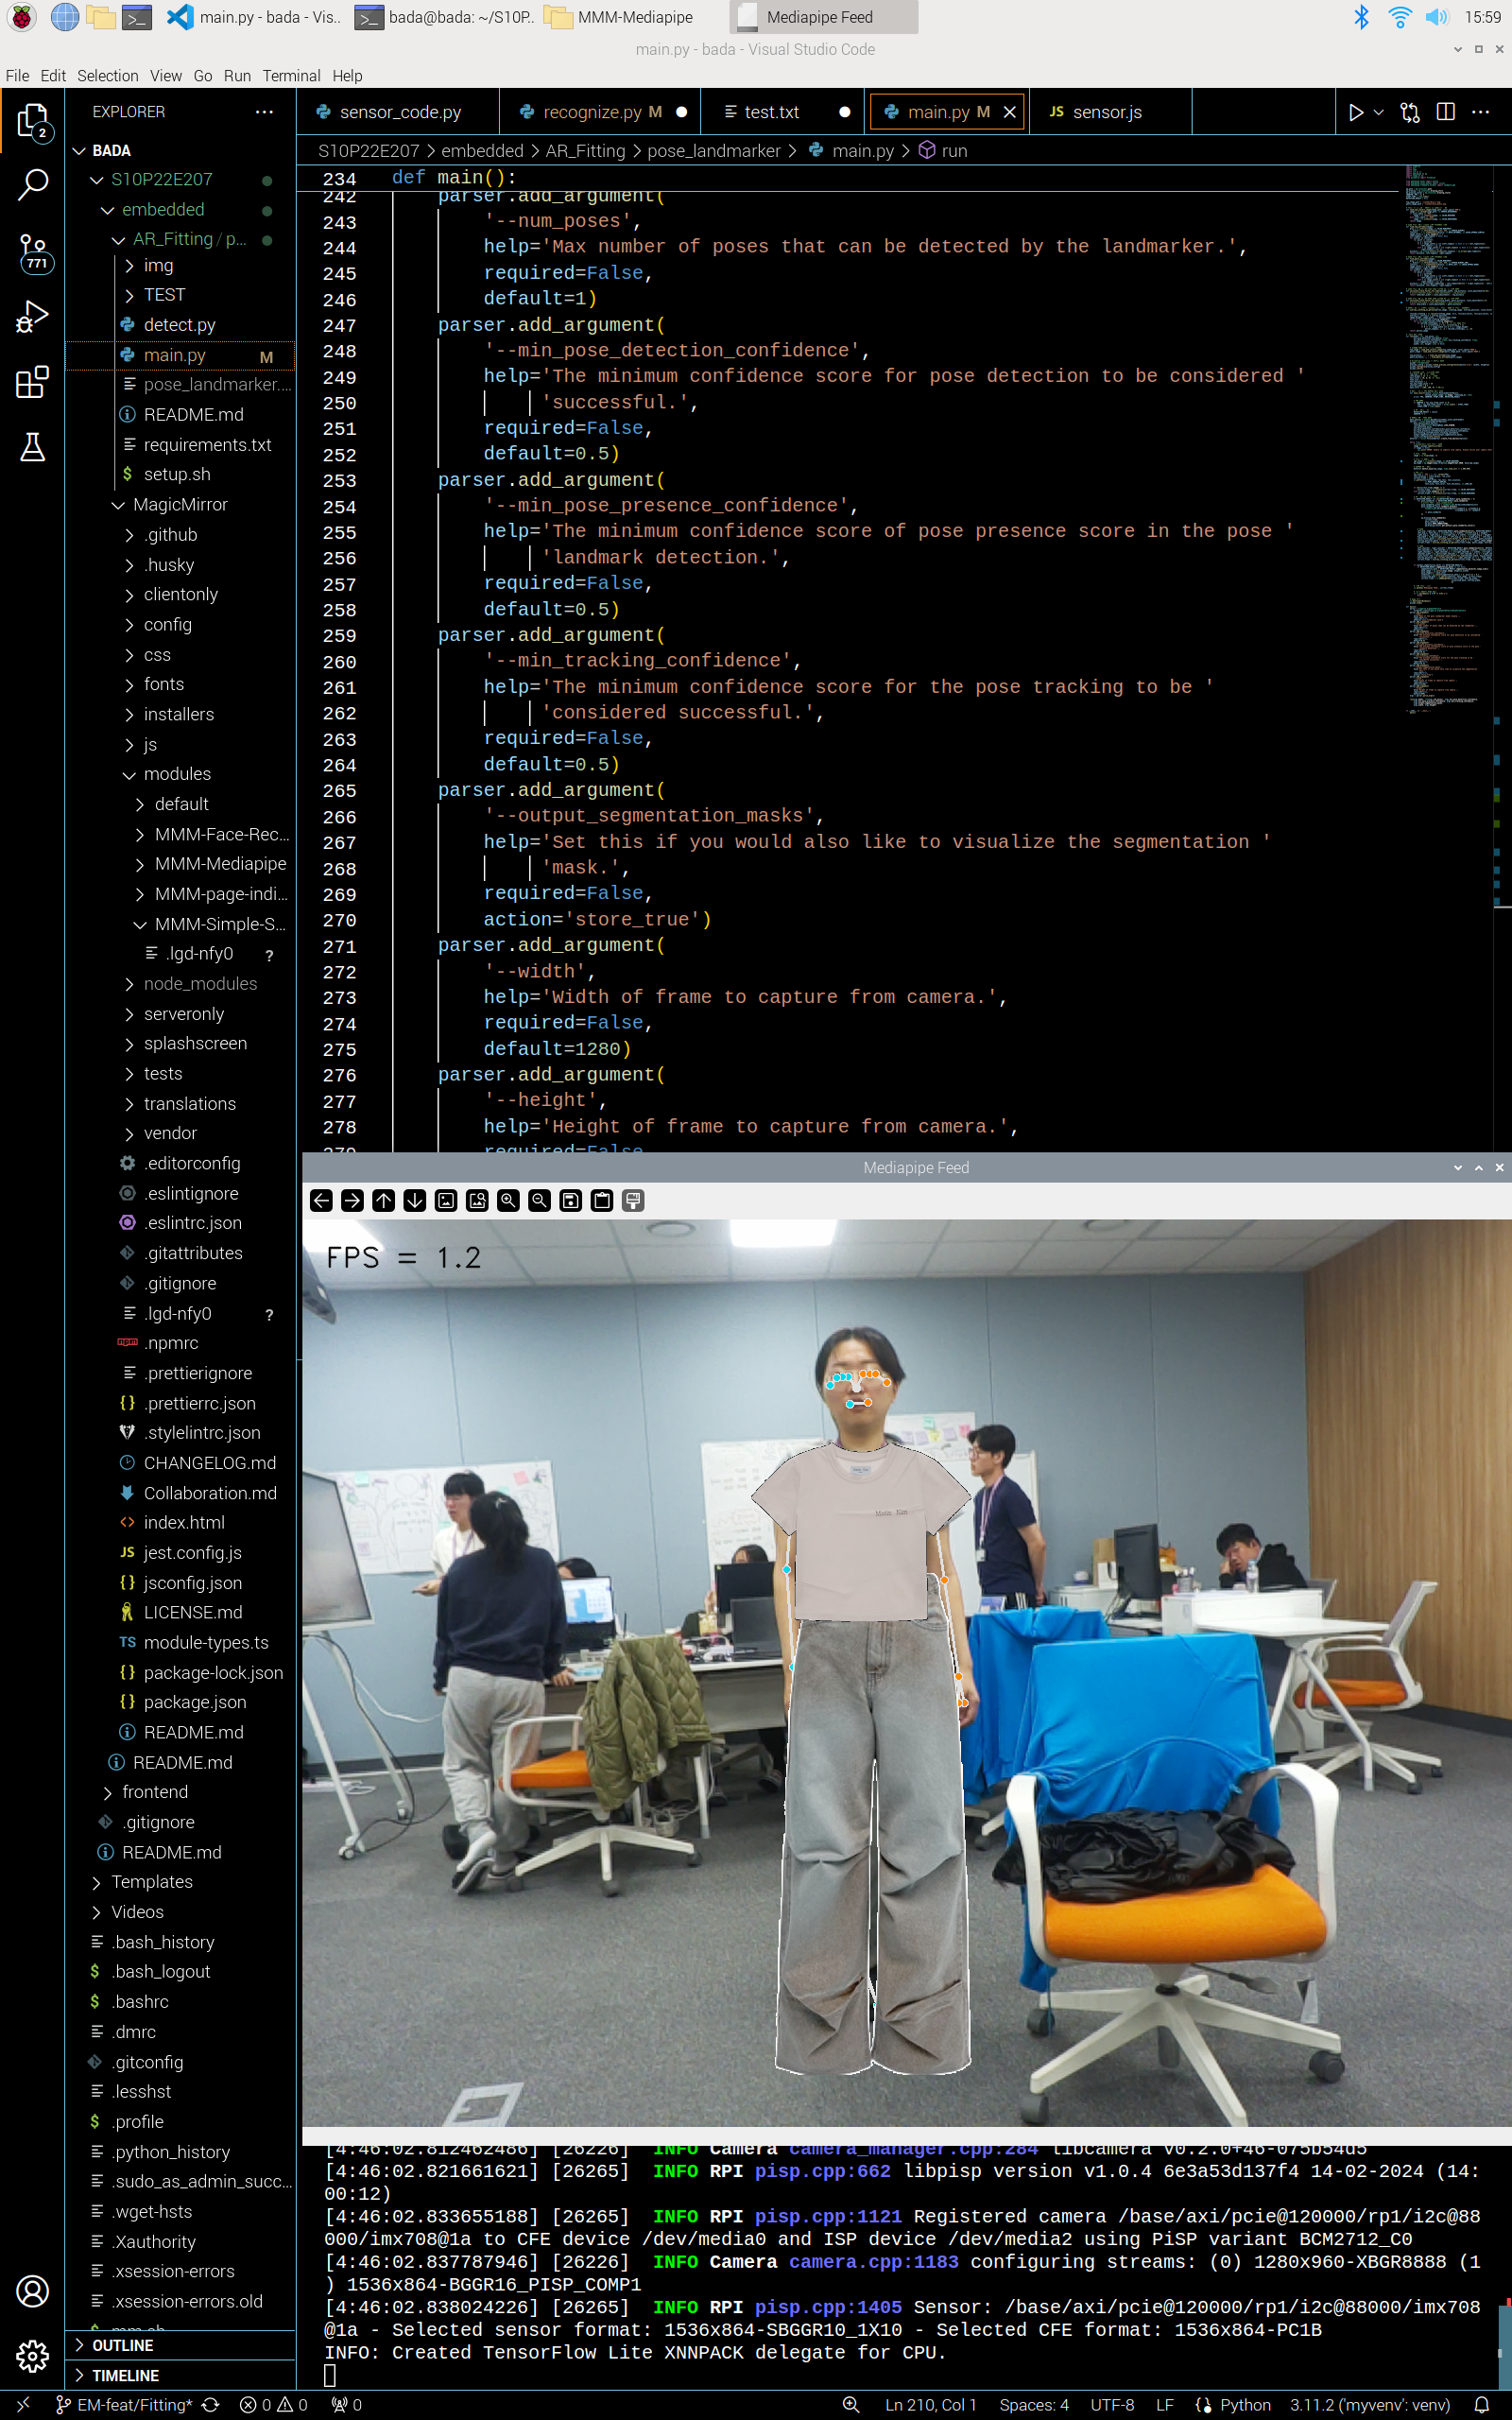 main.py - bada - Vis..
bada@bada: ~/S10P..
MMM-Mediapipe
Mediapipe Feed
15:59
main.py - bada - Visual Studio Code
File Edit Selection View Go Run Terminal Help
EXPLORER
sensor_code.py
recognize.py M
test.txt
main.py M
JS sensor.js
S10P22E207 > embedded > AR_Fitting > pose_landmarker > main.py > run
2
771
BADA
S10P22E207
embedded
AR_Fitting / p...
img
TEST
detect.py
main.py M
pose_landmarker....
README.md
requirements.txt
$ setup.sh
MagicMirror
.github
.husky
clientonly
config
css
fonts
installers
js
modules
default
MMM-Face-Rec...
MMM-Mediapipe
MMM-page-indi...
MMM-Simple-S...
.lgd-nfy0 ?
node_modules
serveronly
splashscreen
tests
translations
vendor
.editorconfig
.eslintignore
.eslintrc.json
.gitattributes
.gitignore
.lgd-nfy0 ?
.npmrc
.prettierignore
{} .prettierrc.json
.stylelintrc.json
CHANGELOG.md
Collaboration.md
<> index.html
JS jest.config.js
{} jsconfig.json
LICENSE.md
TS module-types.ts
{} package-lock.json
{} package.json
README.md
README.md
frontend
.gitignore
README.md
Templates
Videos
.bash_history
$ .bash_logout
$ .bashrc
.dmrc
.gitconfig
.lesshst
$ .profile
.python_history
.sudo_as_admin_succ...
.wget-hsts
.Xauthority
.xsession-errors
.xsession-errors.old
mm.sh
OUTLINE
TIMELINE
234 def main():
242 parser.add_argument(
243 '--num_poses',
244 help='Max number of poses that can be detected by the landmarker.',
245 required=False,
246 default=1)
247 parser.add_argument(
248 '--min_pose_detection_confidence',
249 help='The minimum confidence score for pose detection to be considered '
250 'successful.',
251 required=False,
252 default=0.5)
253 parser.add_argument(
254 '--min_pose_presence_confidence',
255 help='The minimum confidence score of pose presence score in the pose '
256 'landmark detection.',
257 required=False,
258 default=0.5)
259 parser.add_argument(
260 '--min_tracking_confidence',
261 help='The minimum confidence score for the pose tracking to be '
262 'considered successful.',
263 required=False,
264 default=0.5)
265 parser.add_argument(
266 '--output_segmentation_masks',
267 help='Set this if you would also like to visualize the segmentation '
268 'mask.',
269 required=False,
270 action='store_true')
271 parser.add_argument(
272 '--width',
273 help='Width of frame to capture from camera.',
274 required=False,
275 default=1280)
276 parser.add_argument(
277 '--height',
278 help='Height of frame to capture from camera.',
279 required=False
Mediapipe Feed
FPS = 1.2
[4:46:02.812462486] [26226] INFO Camera camera_manager.cpp:284 libcamera v0.2.0+46-075b54d5
[4:46:02.821661621] [26265] INFO RPI pisp.cpp:662 libpisp version v1.0.4 6e3a53d137f4 14-02-2024 (14:
00:12)
[4:46:02.833655188] [26265] INFO RPI pisp.cpp:1121 Registered camera /base/axi/pcie@120000/rp1/i2c@88
000/imx708@1a to CFE device /dev/media0 and ISP device /dev/media2 using PiSP variant BCM2712_C0
[4:46:02.837787946] [26226] INFO Camera camera.cpp:1183 configuring streams: (0) 1280x960-XBGR8888 (1
) 1536x864-BGGR16_PISP_COMP1
[4:46:02.838024226] [26265] INFO RPI pisp.cpp:1405 Sensor: /base/axi/pcie@120000/rp1/i2c@88000/imx708
@1a - Selected sensor format: 1536x864-SBGGR10_1X10 - Selected CFE format: 1536x864-PC1B
INFO: Created TensorFlow Lite XNNPACK delegate for CPU.
EM-feat/Fitting* 0 0 0
Ln 210, Col 1 Spaces: 4 UTF-8 LF Python 3.11.2 ('myvenv': venv)